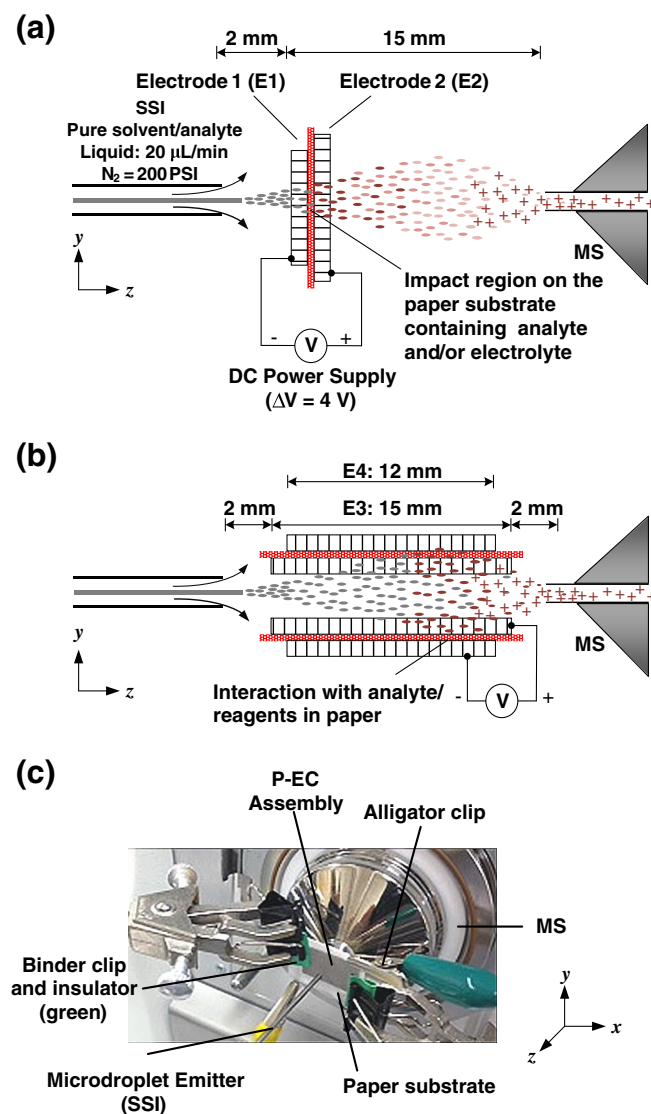 (a)
2 mm
15 mm
Electrode 1 (E1)
Electrode 2 (E2)
SSI
Pure solvent/analyte
Liquid: 20 μL/min
N₂ = 200 PSI
y
z
MS
Impact region on the
paper substrate
containing analyte
and/or electrolyte
- V +
DC Power Supply
(ΔV = 4 V)
(b)
E4: 12 mm
2 mm
E3: 15 mm
2 mm
y
z
MS
Interaction with analyte/
reagents in paper
- V +
(c)
P-EC
Assembly
Alligator clip
MS
Binder clip
and insulator
(green)
Microdroplet Emitter
(SSI)
Paper substrate
y
x
z